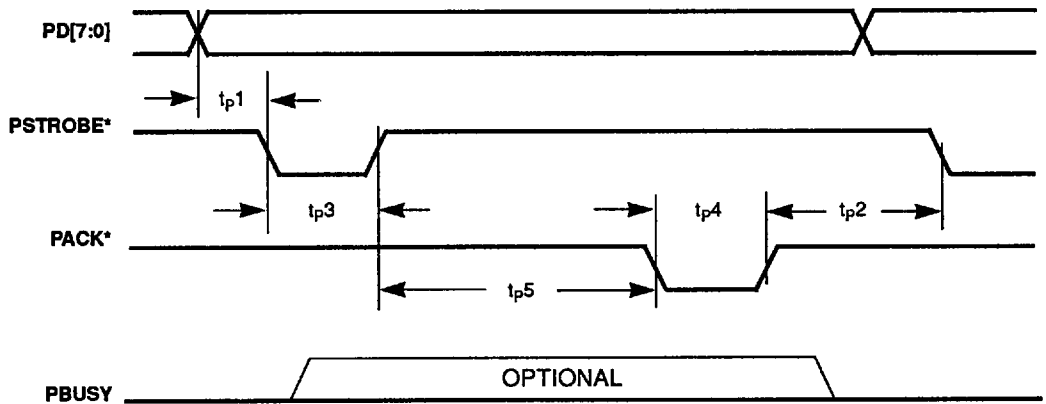 PD[7:0]
tp1
PSTROBE*
tp3
tp4
tp2
PACK*
tp5
OPTIONAL
PBUSY